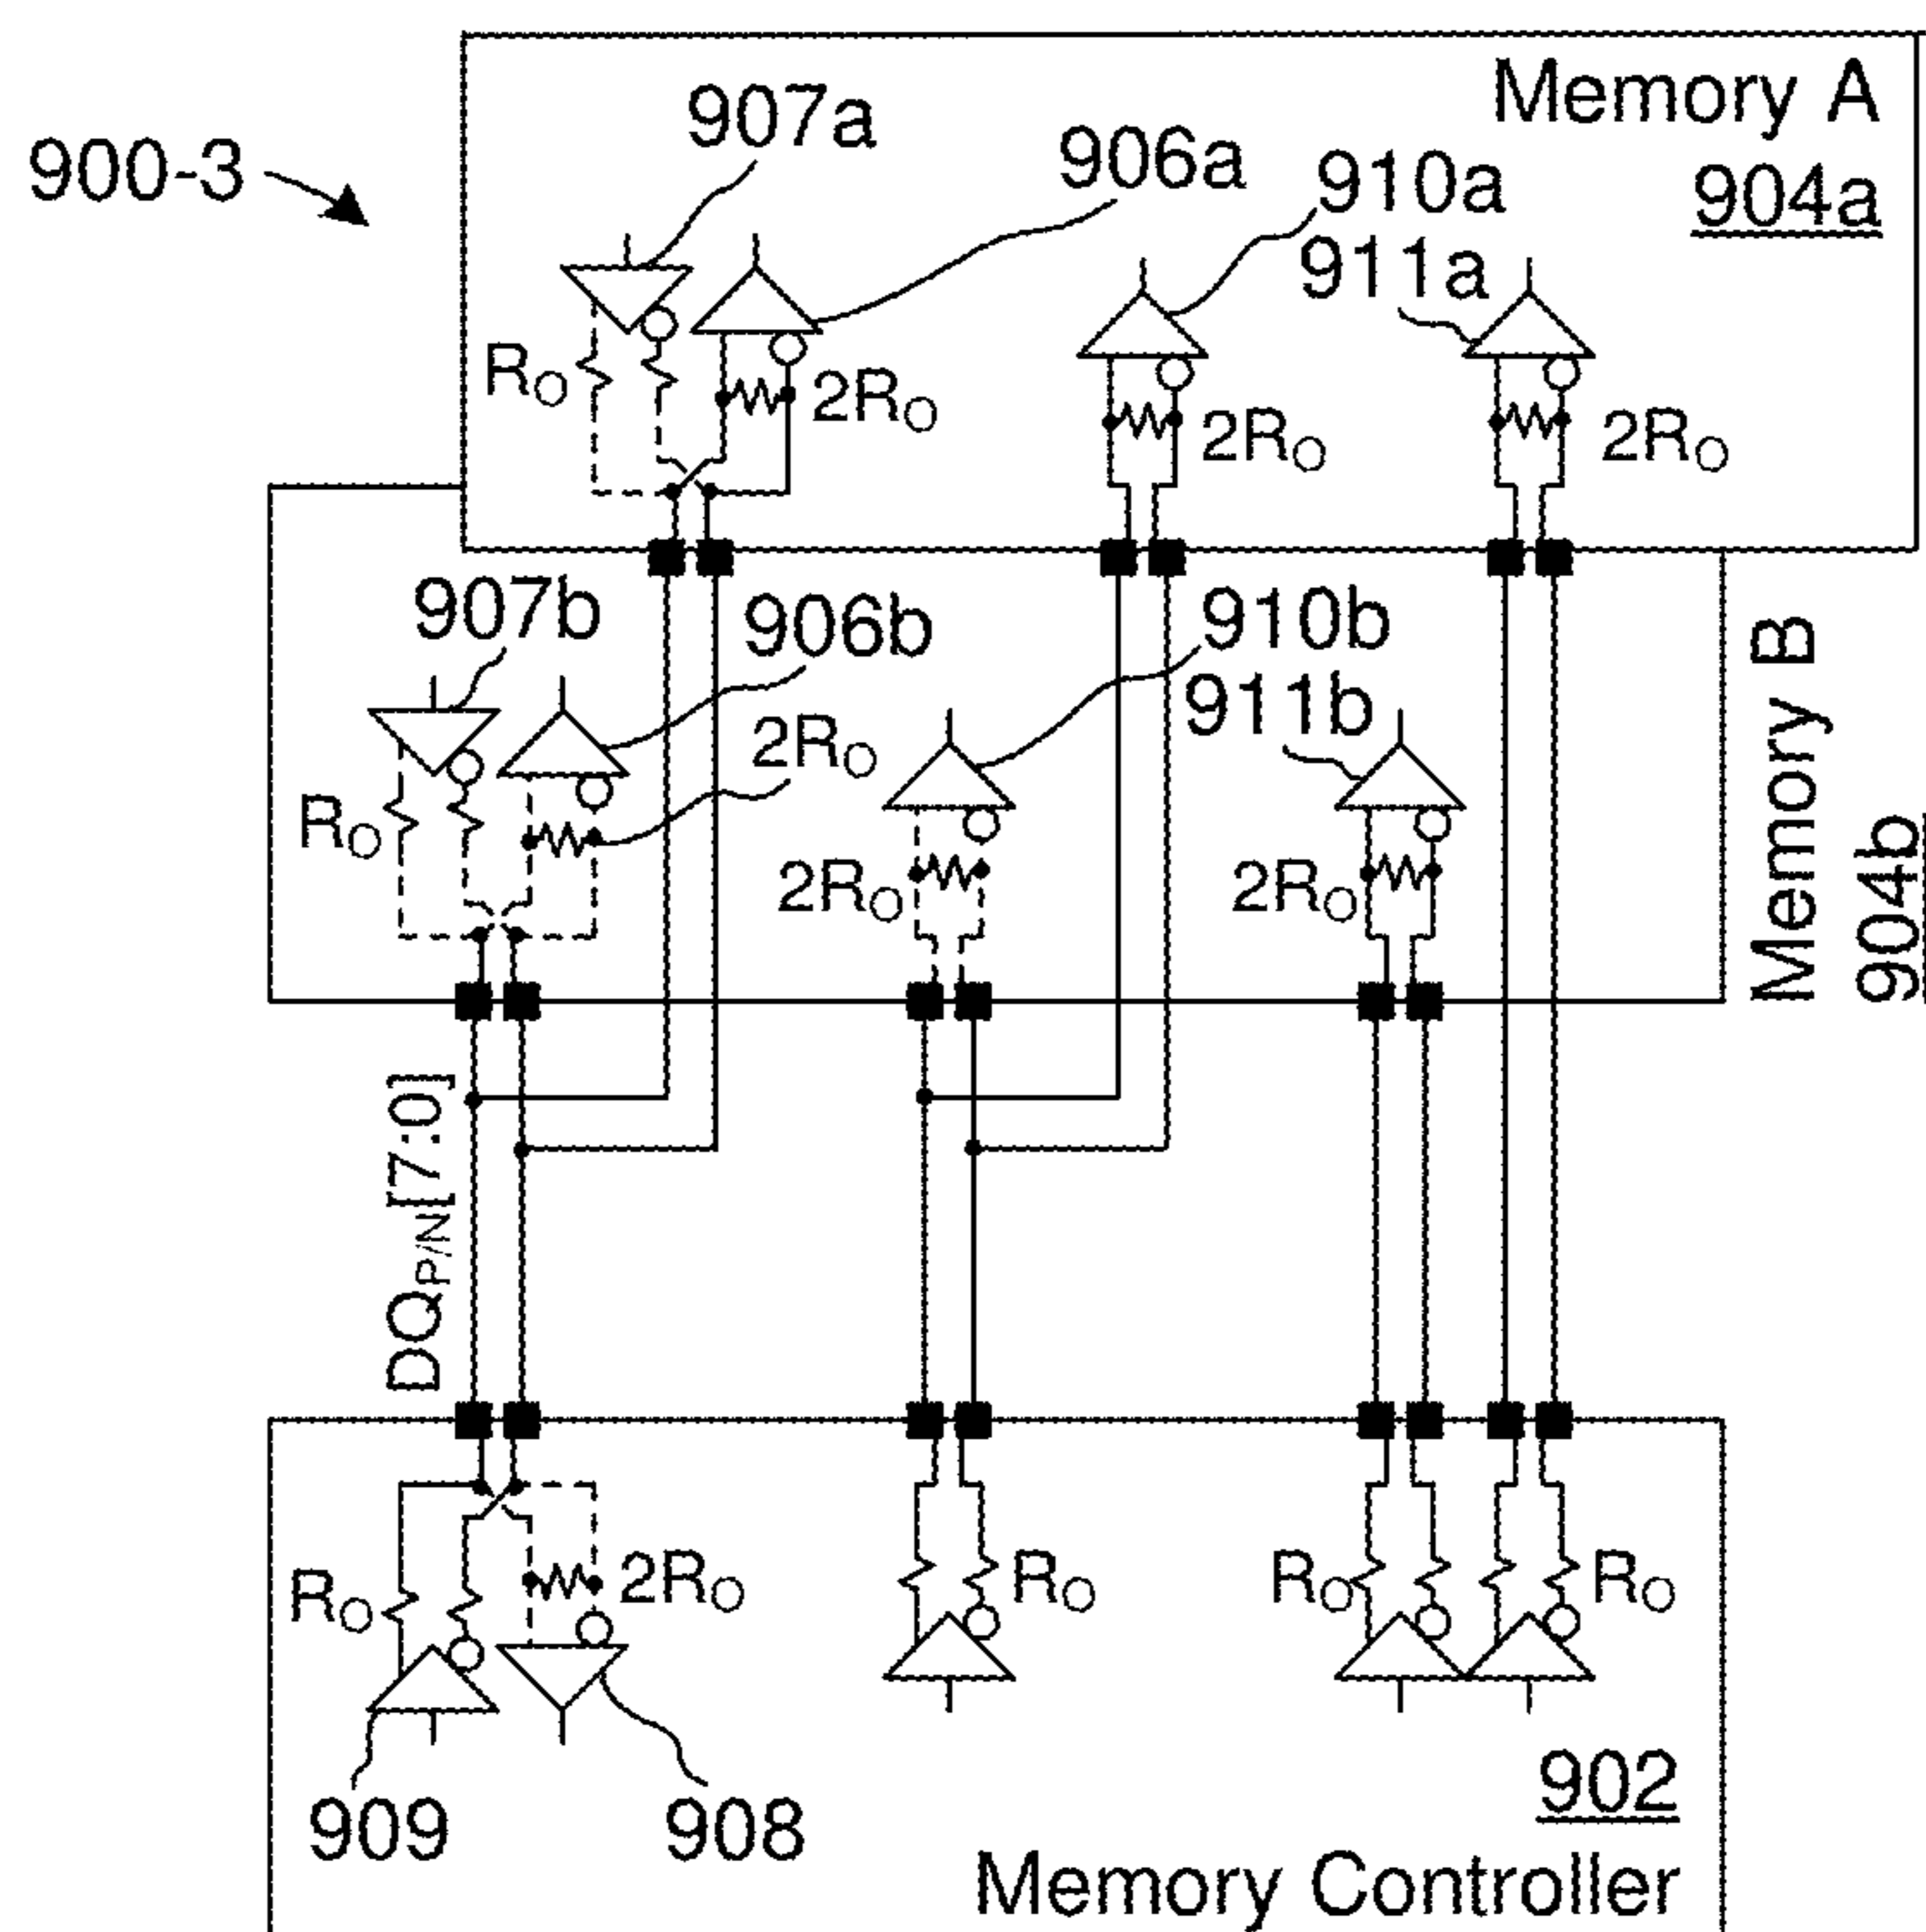 Memory A
907a
906a
910a
900-3
904a
911a
RO
2RO
2RO
2RO
907b
906b
910b
911b
2RO
RO
2RO
2RO
Memory B
904b
DQP/N[7:0]
RO
2RO
RO
RO
RO
902
909
908
Memory Controller